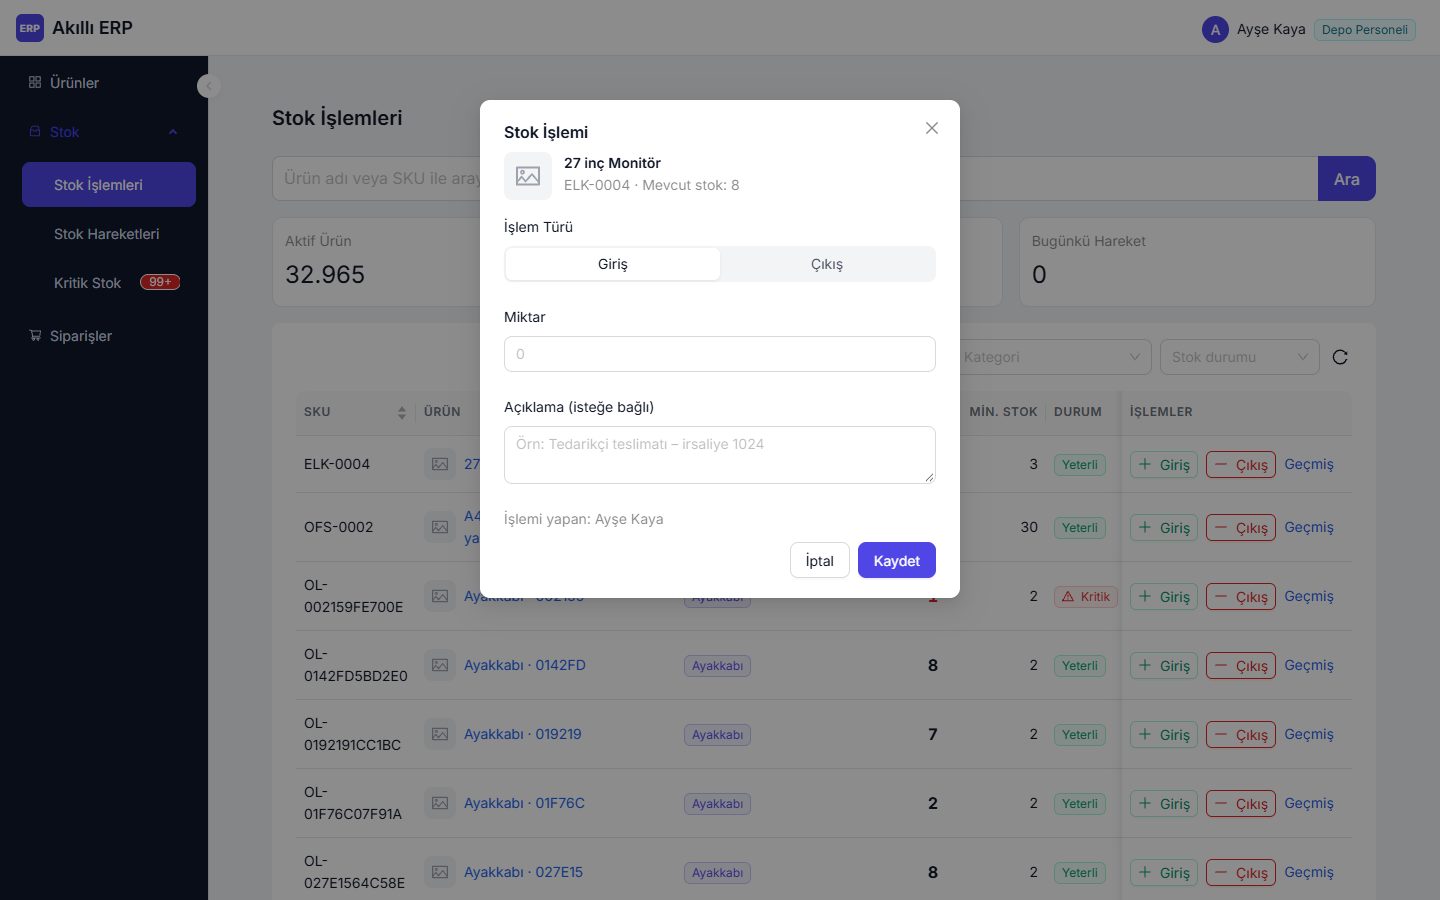 ERP Akıllı ERP
A Ayşe Kaya Depo Personeli
Ürünler
Stok
Stok İşlemleri
Stok Hareketleri
Kritik Stok 99+
Siparişler
Stok İşlemleri
Ürün adı veya SKU ile aray
Ara
Aktif Ürün
32.965
Bugünkü Hareket
0
Kategori
Stok durumu
SKU ÜRÜN MİN. STOK DURUM İŞLEMLER
ELK-0004 27 3 Yeterli + Giriş — Çıkış Geçmiş
OFS-0002 A4 30 Yeterli + Giriş — Çıkış Geçmiş
ya
OL-
002159FE700E 2 Kritik + Giriş — Çıkış Geçmiş
OL-
0142FD5BD2E0 Ayakkabı · 0142FD Ayakkabı 8 2 Yeterli + Giriş — Çıkış Geçmiş
OL-
0192191CC1BC Ayakkabı · 019219 Ayakkabı 7 2 Yeterli + Giriş — Çıkış Geçmiş
OL-
01F76C07F91A Ayakkabı · 01F76C Ayakkabı 2 2 Yeterli + Giriş — Çıkış Geçmiş
OL-
027E1564C58E Ayakkabı · 027E15 Ayakkabı 8 2 Yeterli + Giriş — Çıkış Geçmiş
Stok İşlemi
27 inç Monitör
ELK-0004 · Mevcut stok: 8
İşlem Türü
Giriş Çıkış
Miktar
0
Açıklama (isteğe bağlı)
Örn: Tedarikçi teslimatı – irsaliye 1024
İşlemi yapan: Ayşe Kaya
İptal Kaydet